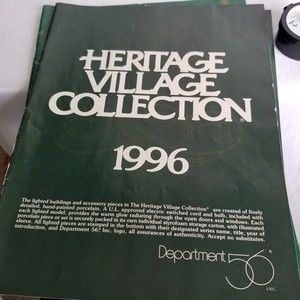 HERITAGE
VILLAGE
COLLECTION
1996
The lighted buildings and accessory pieces in The Heritage Village Collection® are created of finely
detailed, hand-painted porcelain. A U.L. approved electric switched cord and bulb, included with
each lighted model, provides the warm glow radiating through the open doors and windows. Each
porcelain piece or set is securely packed in its own individual styrofoam storage carton, with illustrated
sleeve. All lighted pieces are stamped in the bottom with their designated series name, title, year of
introduction, and Department 56, Inc. logo, all assurances of authenticity. Accept no substitutes.
Department
56®
INC.